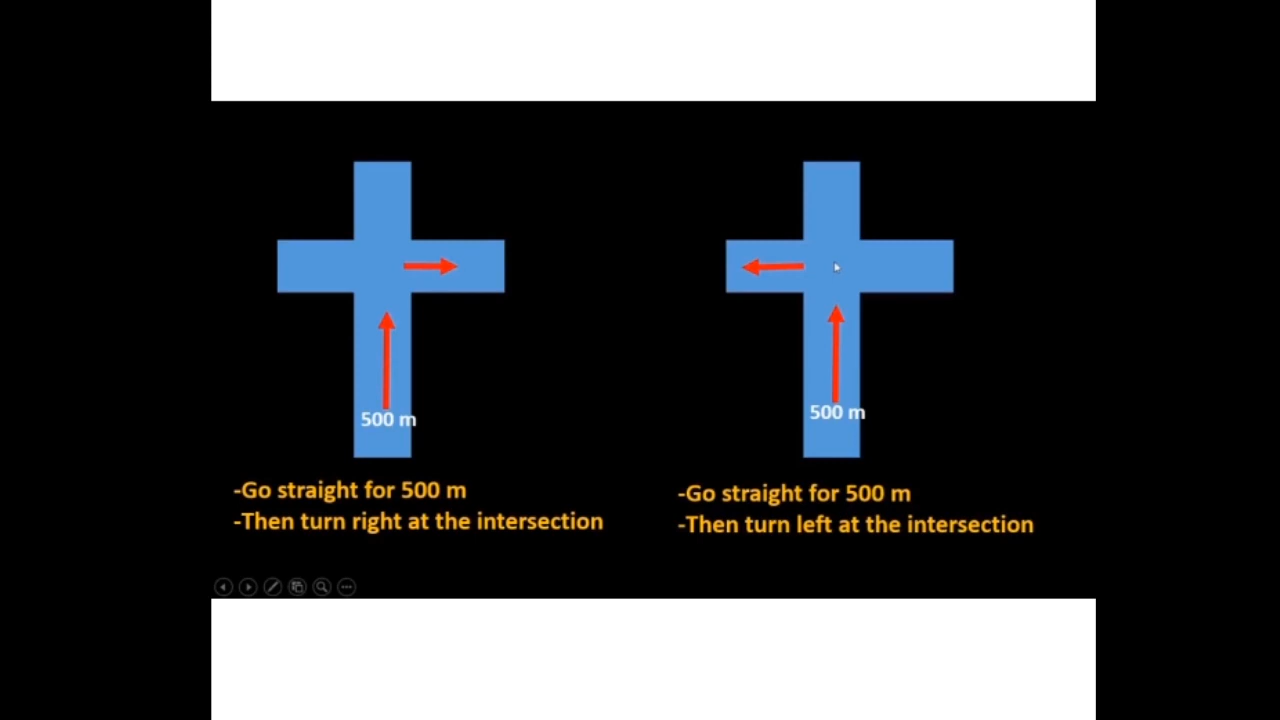 500 m
-Go straight for 500 m
-Then turn right at the intersection
500 m
-Go straight for 500 m
-Then turn left at the intersection